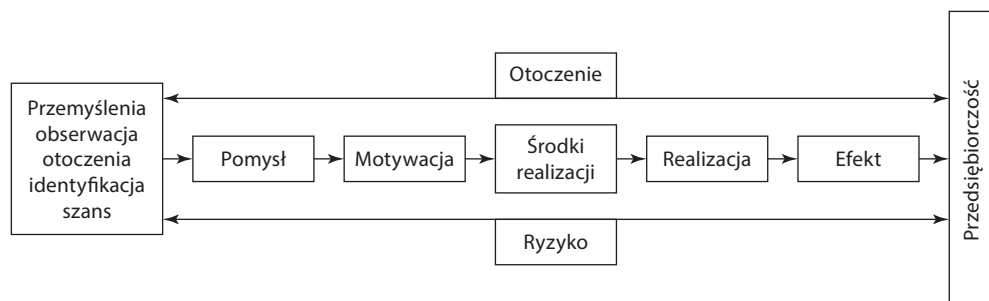 Otoczenie
Przemyślenia
obserwacja
otoczenia
identyfikacja
szans
Pomysł
Motywacja
Środki
realizacji
Realizacja
Efekt
Ryzyko
Przedsiębiorczość